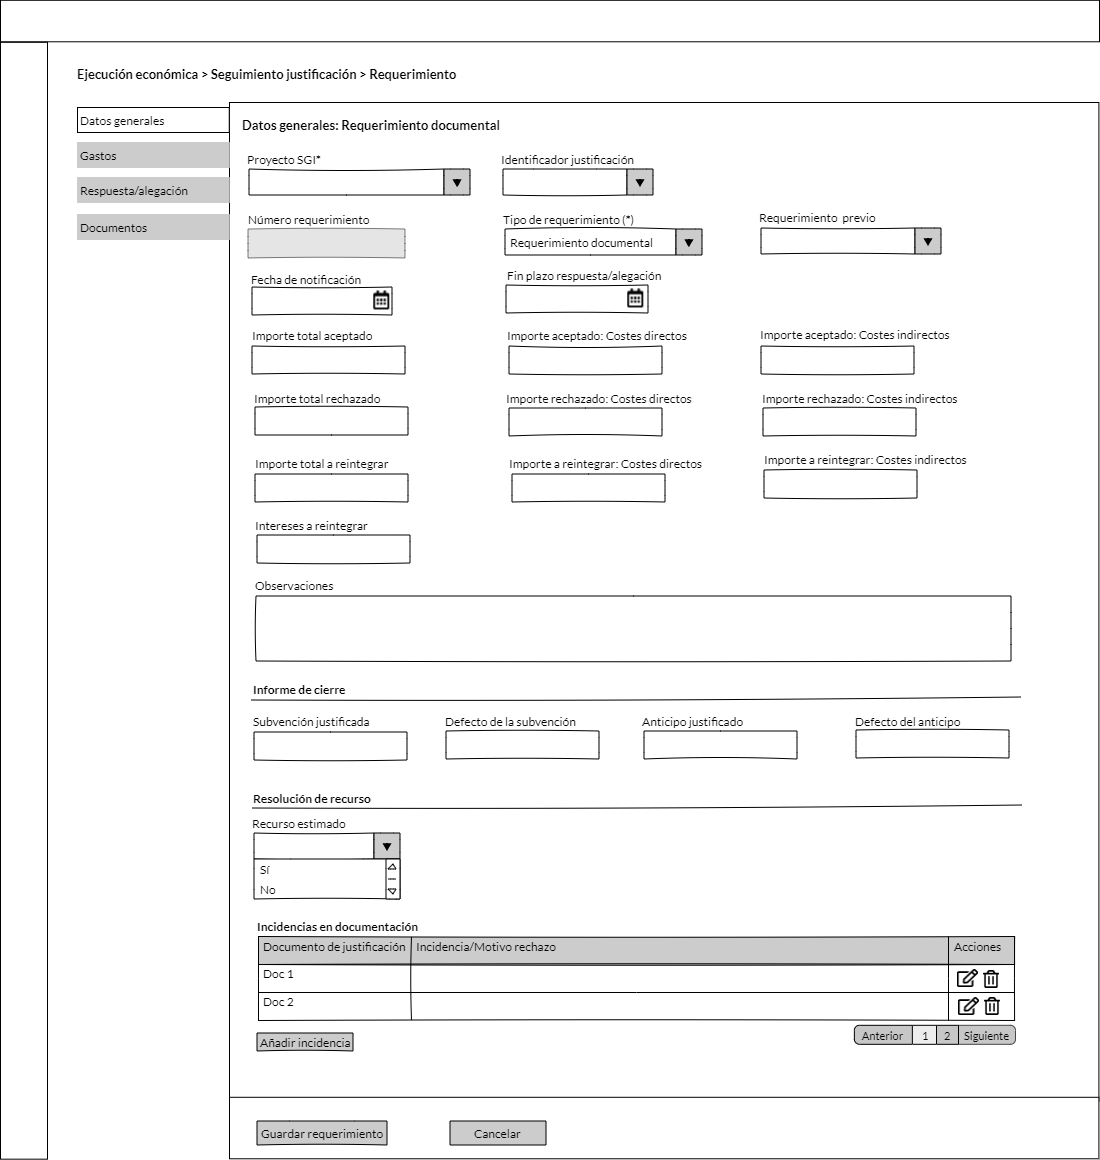 Ejecución económica > Seguimiento justificación > Requerimiento
Datos generales
Gastos
Respuesta/alegación
Documentos
Datos generales: Requerimiento documental
Proyecto SGI* Identificador justificación
Número requerimiento Tipo de requerimiento (*) Requerimiento previo
Requerimiento documental
Fecha de notificación Fin plazo respuesta/alegación
Importe total aceptado Importe aceptado: Costes directos Importe aceptado: Costes indirectos
Importe total rechazado Importe rechazado: Costes directos Importe rechazado: Costes indirectos
Importe total a reintegrar Importe a reintegrar: Costes directos Importe a reintegrar: Costes indirectos
Intereses a reintegrar
Observaciones
Informe de cierre
Subvención justificada Defecto de la subvención Anticipo justificado Defecto del anticipo
Resolución de recurso
Recurso estimado
Sí
No
Incidencias en documentación
Documento de justificación Incidencia/Motivo rechazo Acciones
Doc 1
Doc 2
Añadir incidencia Anterior 1 2 Siguiente
Guardar requerimiento Cancelar